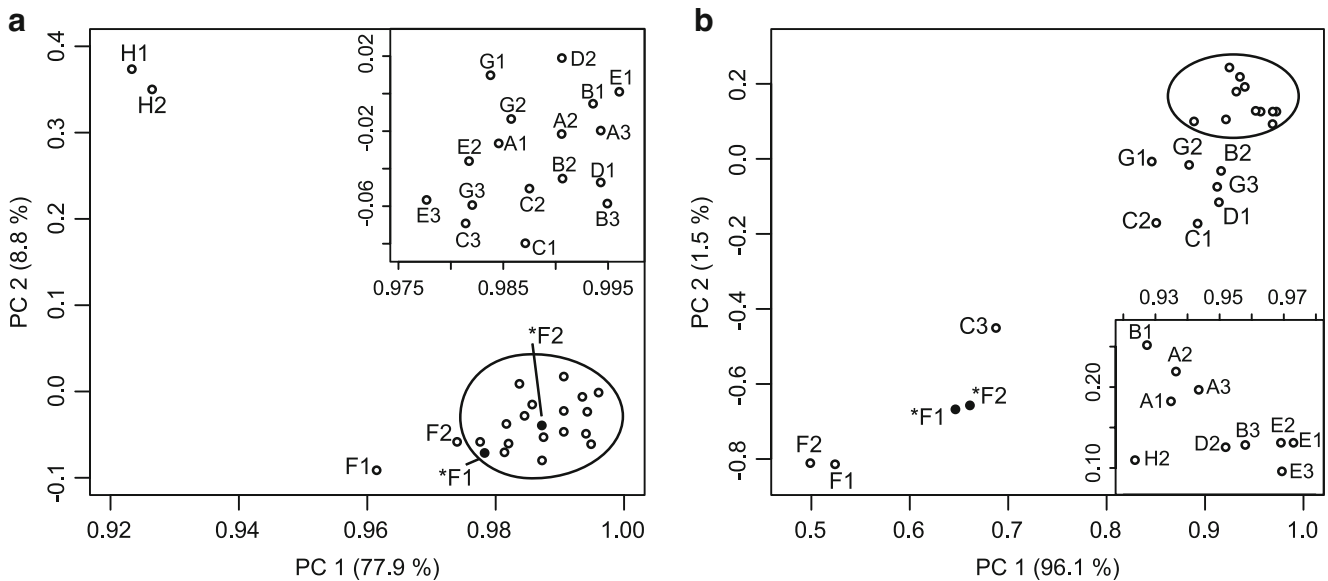 a
PC 2 (8.8 %)
0.4
0.3
0.2
0.1
0.0
-0.1
H1
H2
0.02
-0.02
-0.06
G1
D2
E1
B1
G2
A2
A3
A1
E2
B2
D1
G3
C2
E3
B3
C3
C1
0.975
0.985
0.995
*F2
F2
*F1
F1
0.92
0.94
0.96
0.98
1.00
PC 1 (77.9 %)
b
PC 2 (1.5 %)
0.2
0.0
-0.2
-0.4
-0.6
-0.8
G1
G2
B2
G3
D1
C2
C1
C3
*F2
*F1
F2
F1
0.93
0.95
0.97
0.20
0.10
B1
A2
A3
A1
E2
B3
E1
D2
H2
E3
0.5
0.6
0.7
0.8
0.9
1.0
PC 1 (96.1 %)